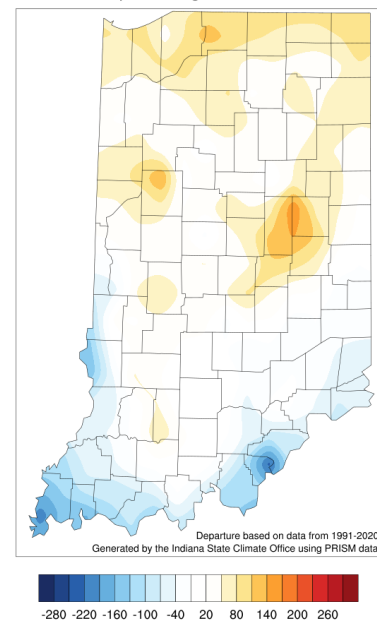 Departure based on data from 1991-2020
Generated by the Indiana State Climate Office using PRISM data
-280 -220 -160 -100 -40 20 80 140 200 260